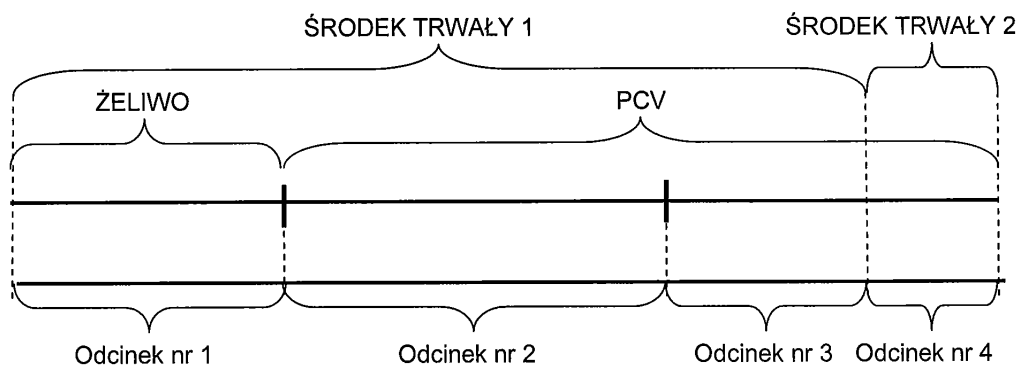 ŚRODEK TRWAŁY 1
ŚRODEK TRWAŁY 2
ŻELIWO
PCV
Odcinek nr 1
Odcinek nr 2
Odcinek nr 3
Odcinek nr 4